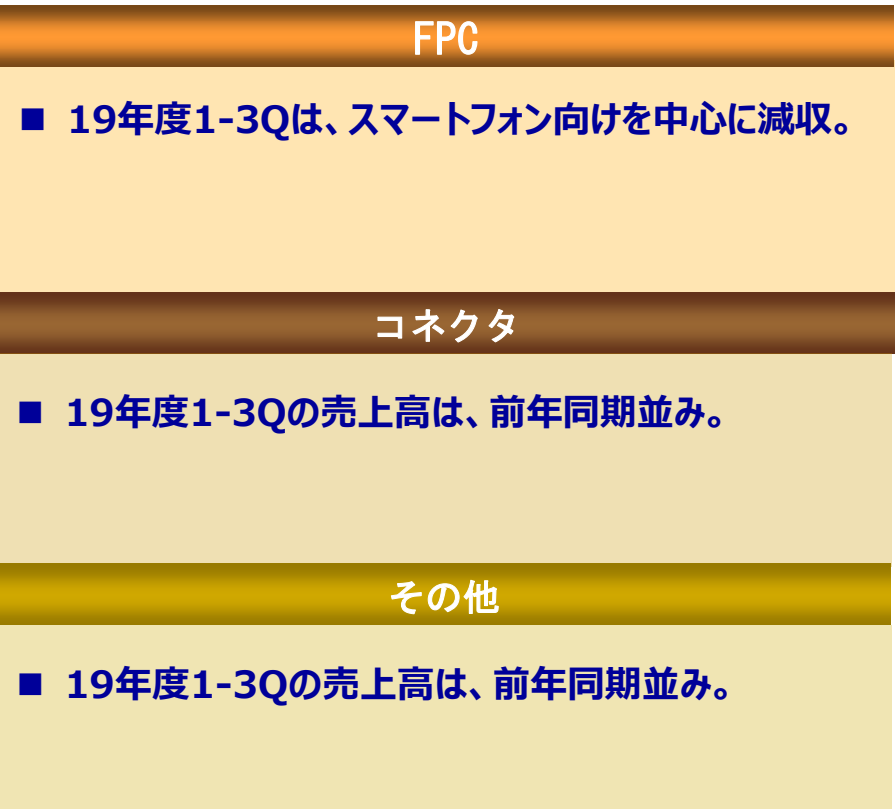 FPC
■ 19年度1-3Qは、スマートフォン向けを中心に減収。
コネクタ
■ 19年度1-3Qの売上高は、前年同期並み。
その他
■ 19年度1-3Qの売上高は、前年同期並み。